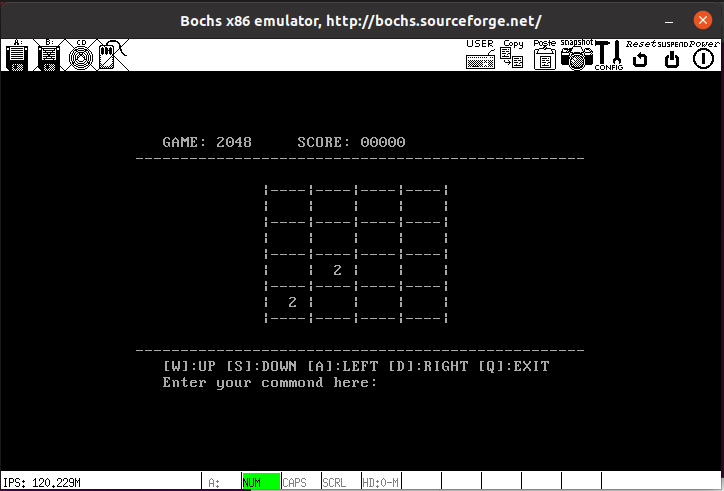 Bochs x86 emulator, http://bochs.sourceforge.net/
A: B: CD USER Copy Paste snapshot CONFIG Reset SUSPEND Power
GAME: 2048 SCORE: 00000
--------------------------------------------------
¦----¦----¦----¦----¦
¦ ¦ ¦ ¦ ¦
¦----¦----¦----¦----¦
¦ ¦ ¦ ¦ ¦
¦----¦----¦----¦----¦
¦ ¦ 2 ¦ ¦ ¦
¦----¦----¦----¦----¦
¦ 2 ¦ ¦ ¦ ¦
¦----¦----¦----¦----¦
--------------------------------------------------
[W]:UP [S]:DOWN [A]:LEFT [D]:RIGHT [Q]:EXIT
Enter your commond here:
IPS: 120.229M A: NUM CAPS SCRL HD:0-M